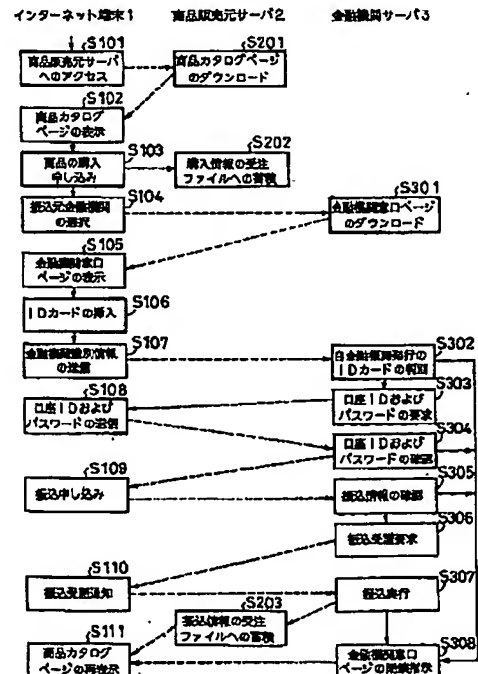 インターネット端末1
商品販売元サーバ2
金融機関サーバ3
S101
商品販売元サーバ
へのアクセス
S201
商品カタログページ
のダウンロード
S102
商品カタログ
ページの表示
S103
商品の購入
申し込み
S202
購入情報の受注
ファイルへの蓄積
S104
振込元金融機関
の選択
S301
金融機関窓口ページ
のダウンロード
S105
金融機関窓口
ページの表示
S106
IDカードの挿入
S107
金融機関識別情報
の送信
S302
自金融機関発行の
IDカードの判別
S303
口座IDおよび
パスワードの要求
S108
口座IDおよび
パスワードの返信
S304
口座IDおよび
パスワードの確認
S109
振込申し込み
S305
振込情報の確認
S306
振込受置要求
S110
振込受置通知
S307
振込実行
S203
振込情報の受注
ファイルへの蓄積
S111
商品カタログ
ページの再表示
S308
金融機関窓口
ページの閉鎖指示